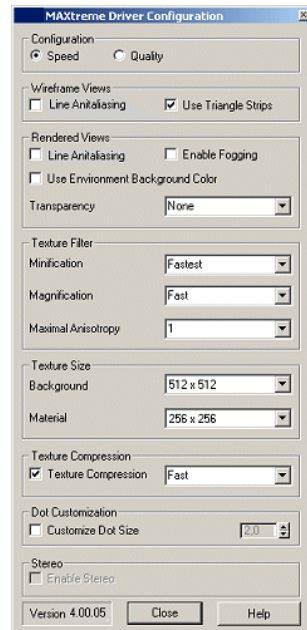 MAXtreme Driver Configuration
Configuration
Speed Quality
Wireframe Views
Line Anitaliasing Use Triangle Strips
Rendered Views
Line Anitaliasing Enable Fogging
Use Environment Background Color
Transparency None
Texture Filter
Minification Fastest
Magnification Fast
Maximal Anisotropy 1
Texture Size
Background 512 x 512
Material 256 x 256
Texture Compression
Texture Compression Fast
Dot Customization
Customize Dot Size 2,0
Stereo
Enable Stereo
Version 4.00.05 Close Help